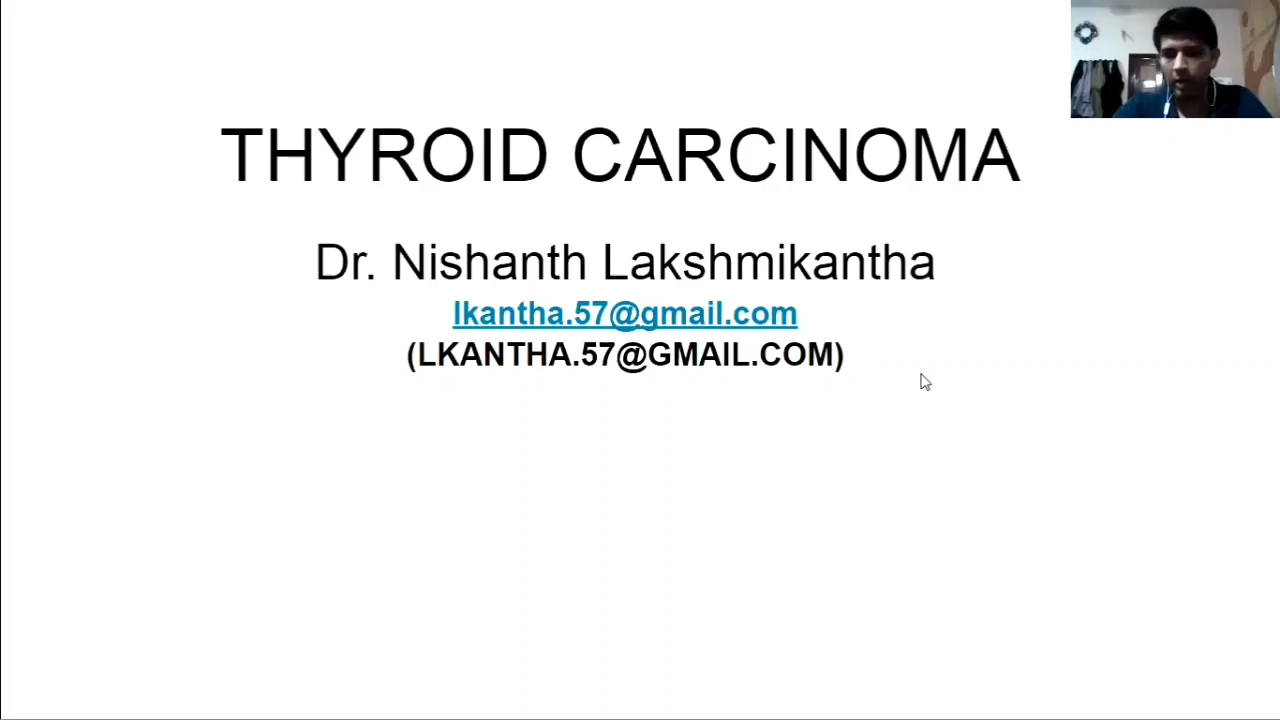 THYROID CARCINOMA
Dr. Nishanth Lakshmikantha
lkantha.57@gmail.com
(LKANTHA.57@GMAIL.COM)